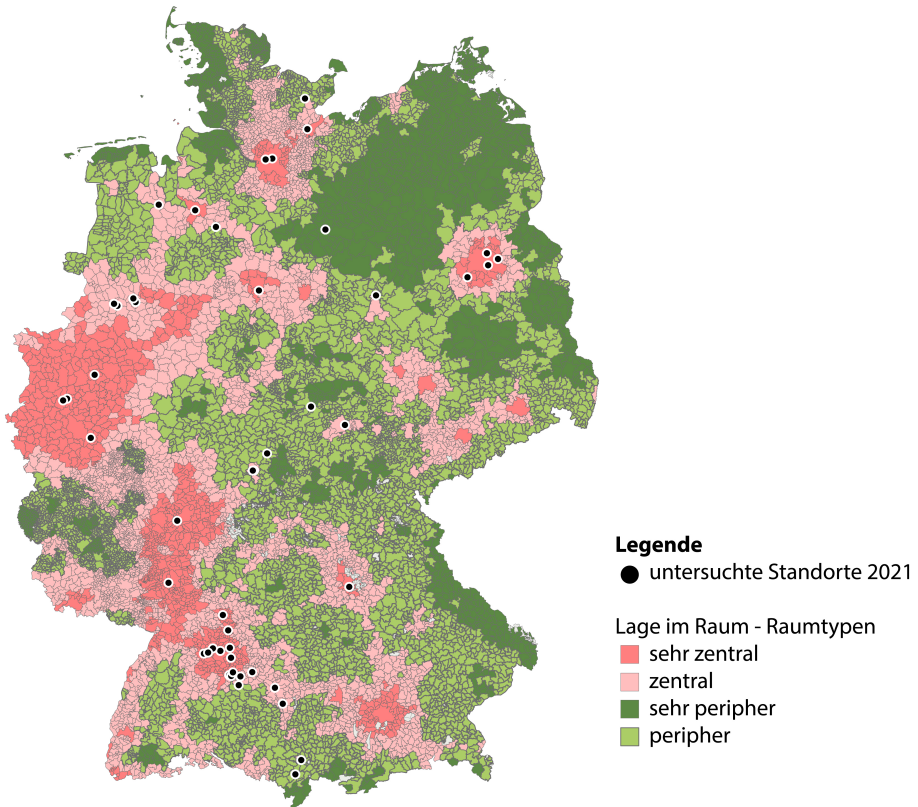 Legende
untersuchte Standorte 2021
Lage im Raum - Raumtypen
sehr zentral
zentral
sehr peripher
peripher